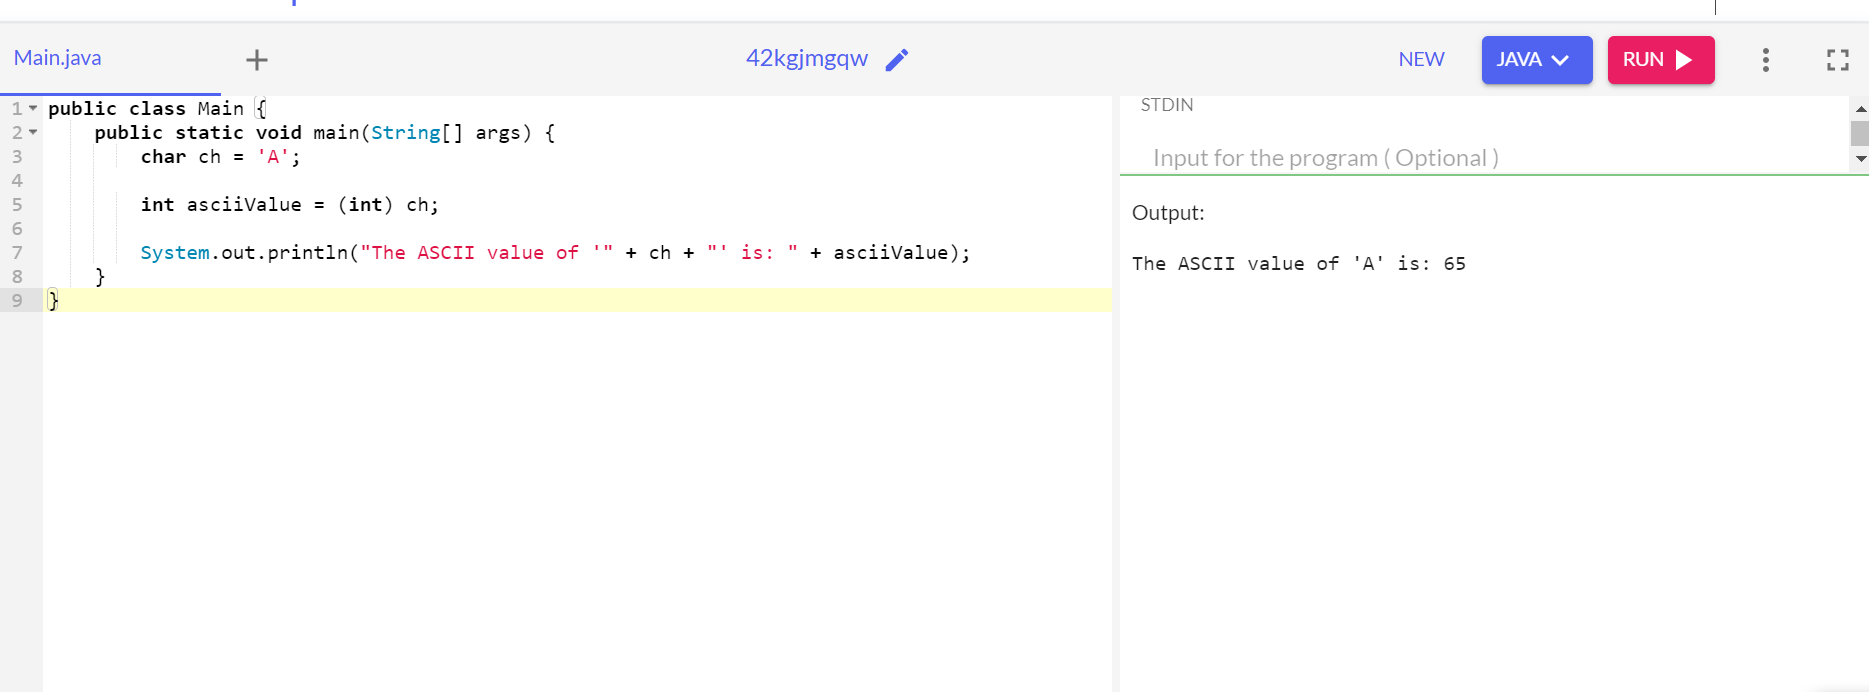 Main.java + 42kgjmgqw NEW JAVA RUN
1 public class Main {
2     public static void main(String[] args) {
3         char ch = 'A';
4
5         int asciiValue = (int) ch;
6
7         System.out.println("The ASCII value of '" + ch + "' is: " + asciiValue);
8     }
9 }
STDIN
Input for the program ( Optional )
Output:
The ASCII value of 'A' is: 65